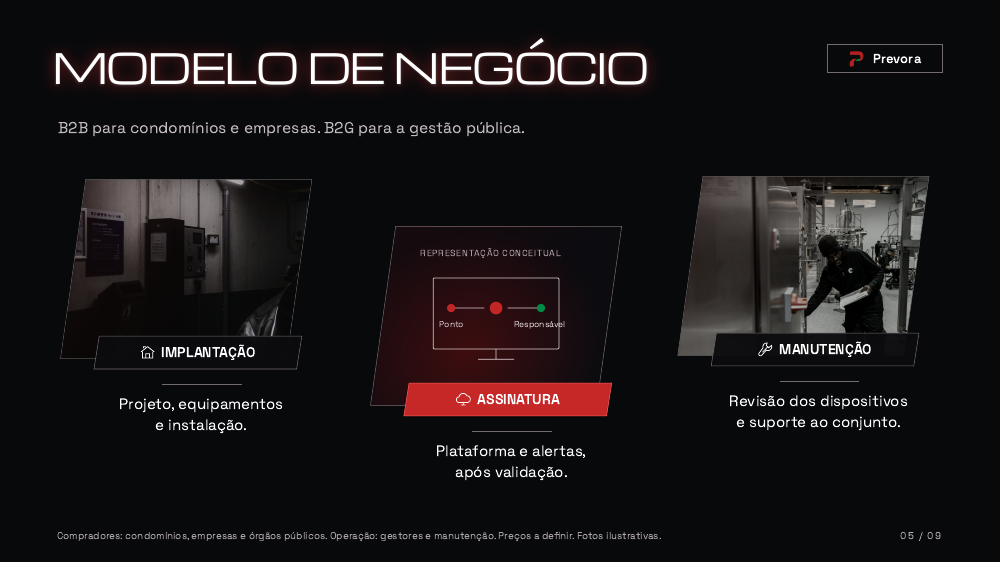 MODELO DE NEGÓCIO
Prevora
B2B para condomínios e empresas. B2G para a gestão pública.
IMPLANTAÇÃO
Projeto, equipamentos
e instalação.
REPRESENTAÇÃO CONCEITUAL
Ponto
Responsável
ASSINATURA
Plataforma e alertas,
após validação.
MANUTENÇÃO
Revisão dos dispositivos
e suporte ao conjunto.
Compradores: condomínios, empresas e órgãos públicos. Operação: gestores e manutenção. Preços a definir. Fotos ilustrativas.
05 / 09